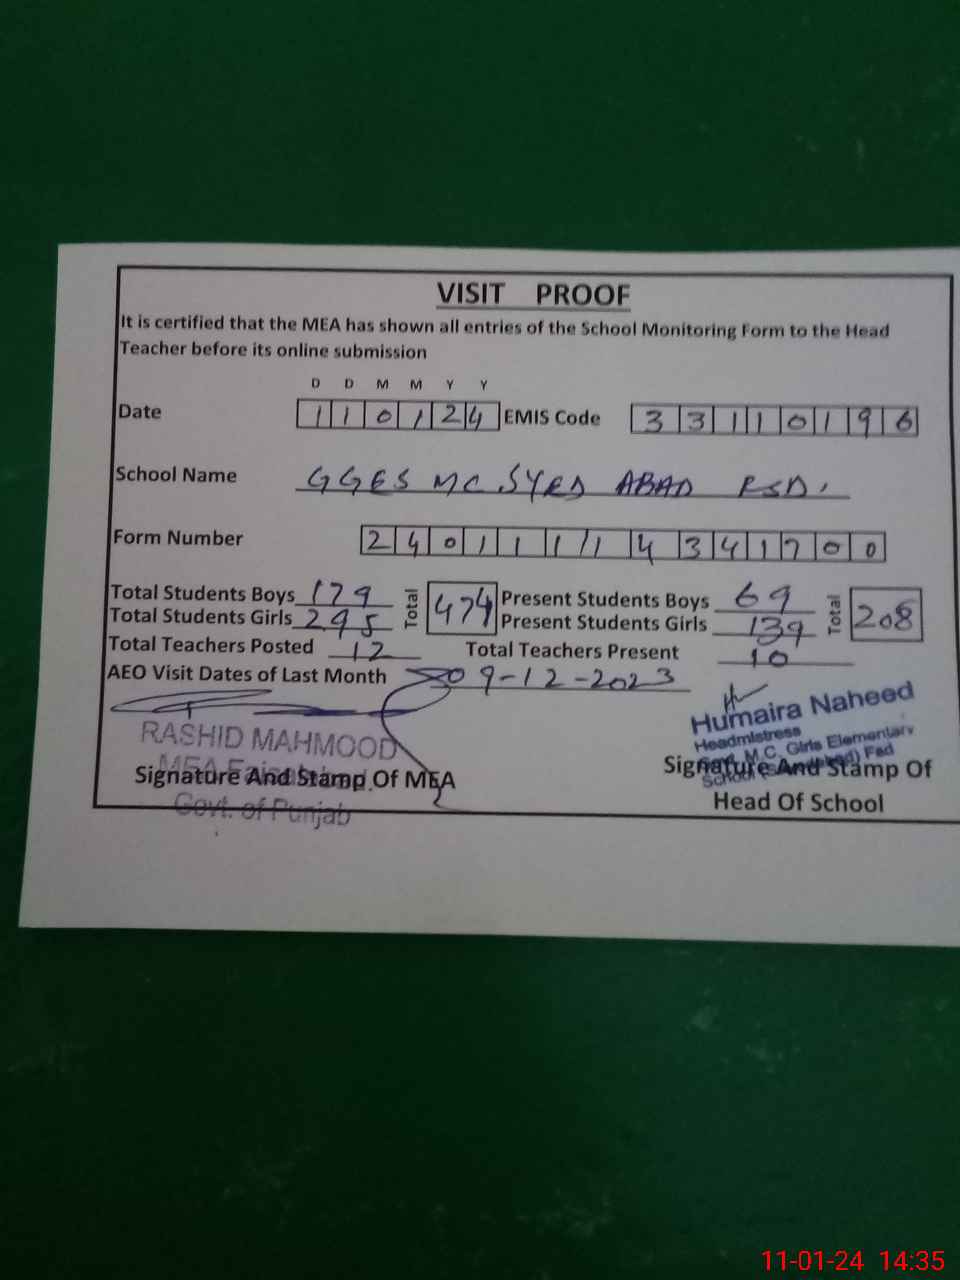 VISIT PROOF
It is certified that the MEA has shown all entries of the School Monitoring Form to the Head
Teacher before its online submission
D D M M Y Y
Date 1 1 0 1 2 4 EMIS Code 3 3 1 1 0 1 9 6
School Name GGES MC SYED ABAD FSD.
Form Number 2 4 0 1 1 1 1 1 4 3 4 1 7 0 0
Total Students Boys 179 Total 474 Present Students Boys 69 Total 208
Total Students Girls 295 Present Students Girls 139
Total Teachers Posted 12 Total Teachers Present 10
AEO Visit Dates of Last Month 09-12-2023
RASHID MAHMOOD
MEA
Govt. of Punjab
Signature And Stamp Of MEA
Humaira Naheed
Headmistress
M.C. Girls Elementary
School Fsd
Signature And Stamp Of
Head Of School
11-01-24 14:35